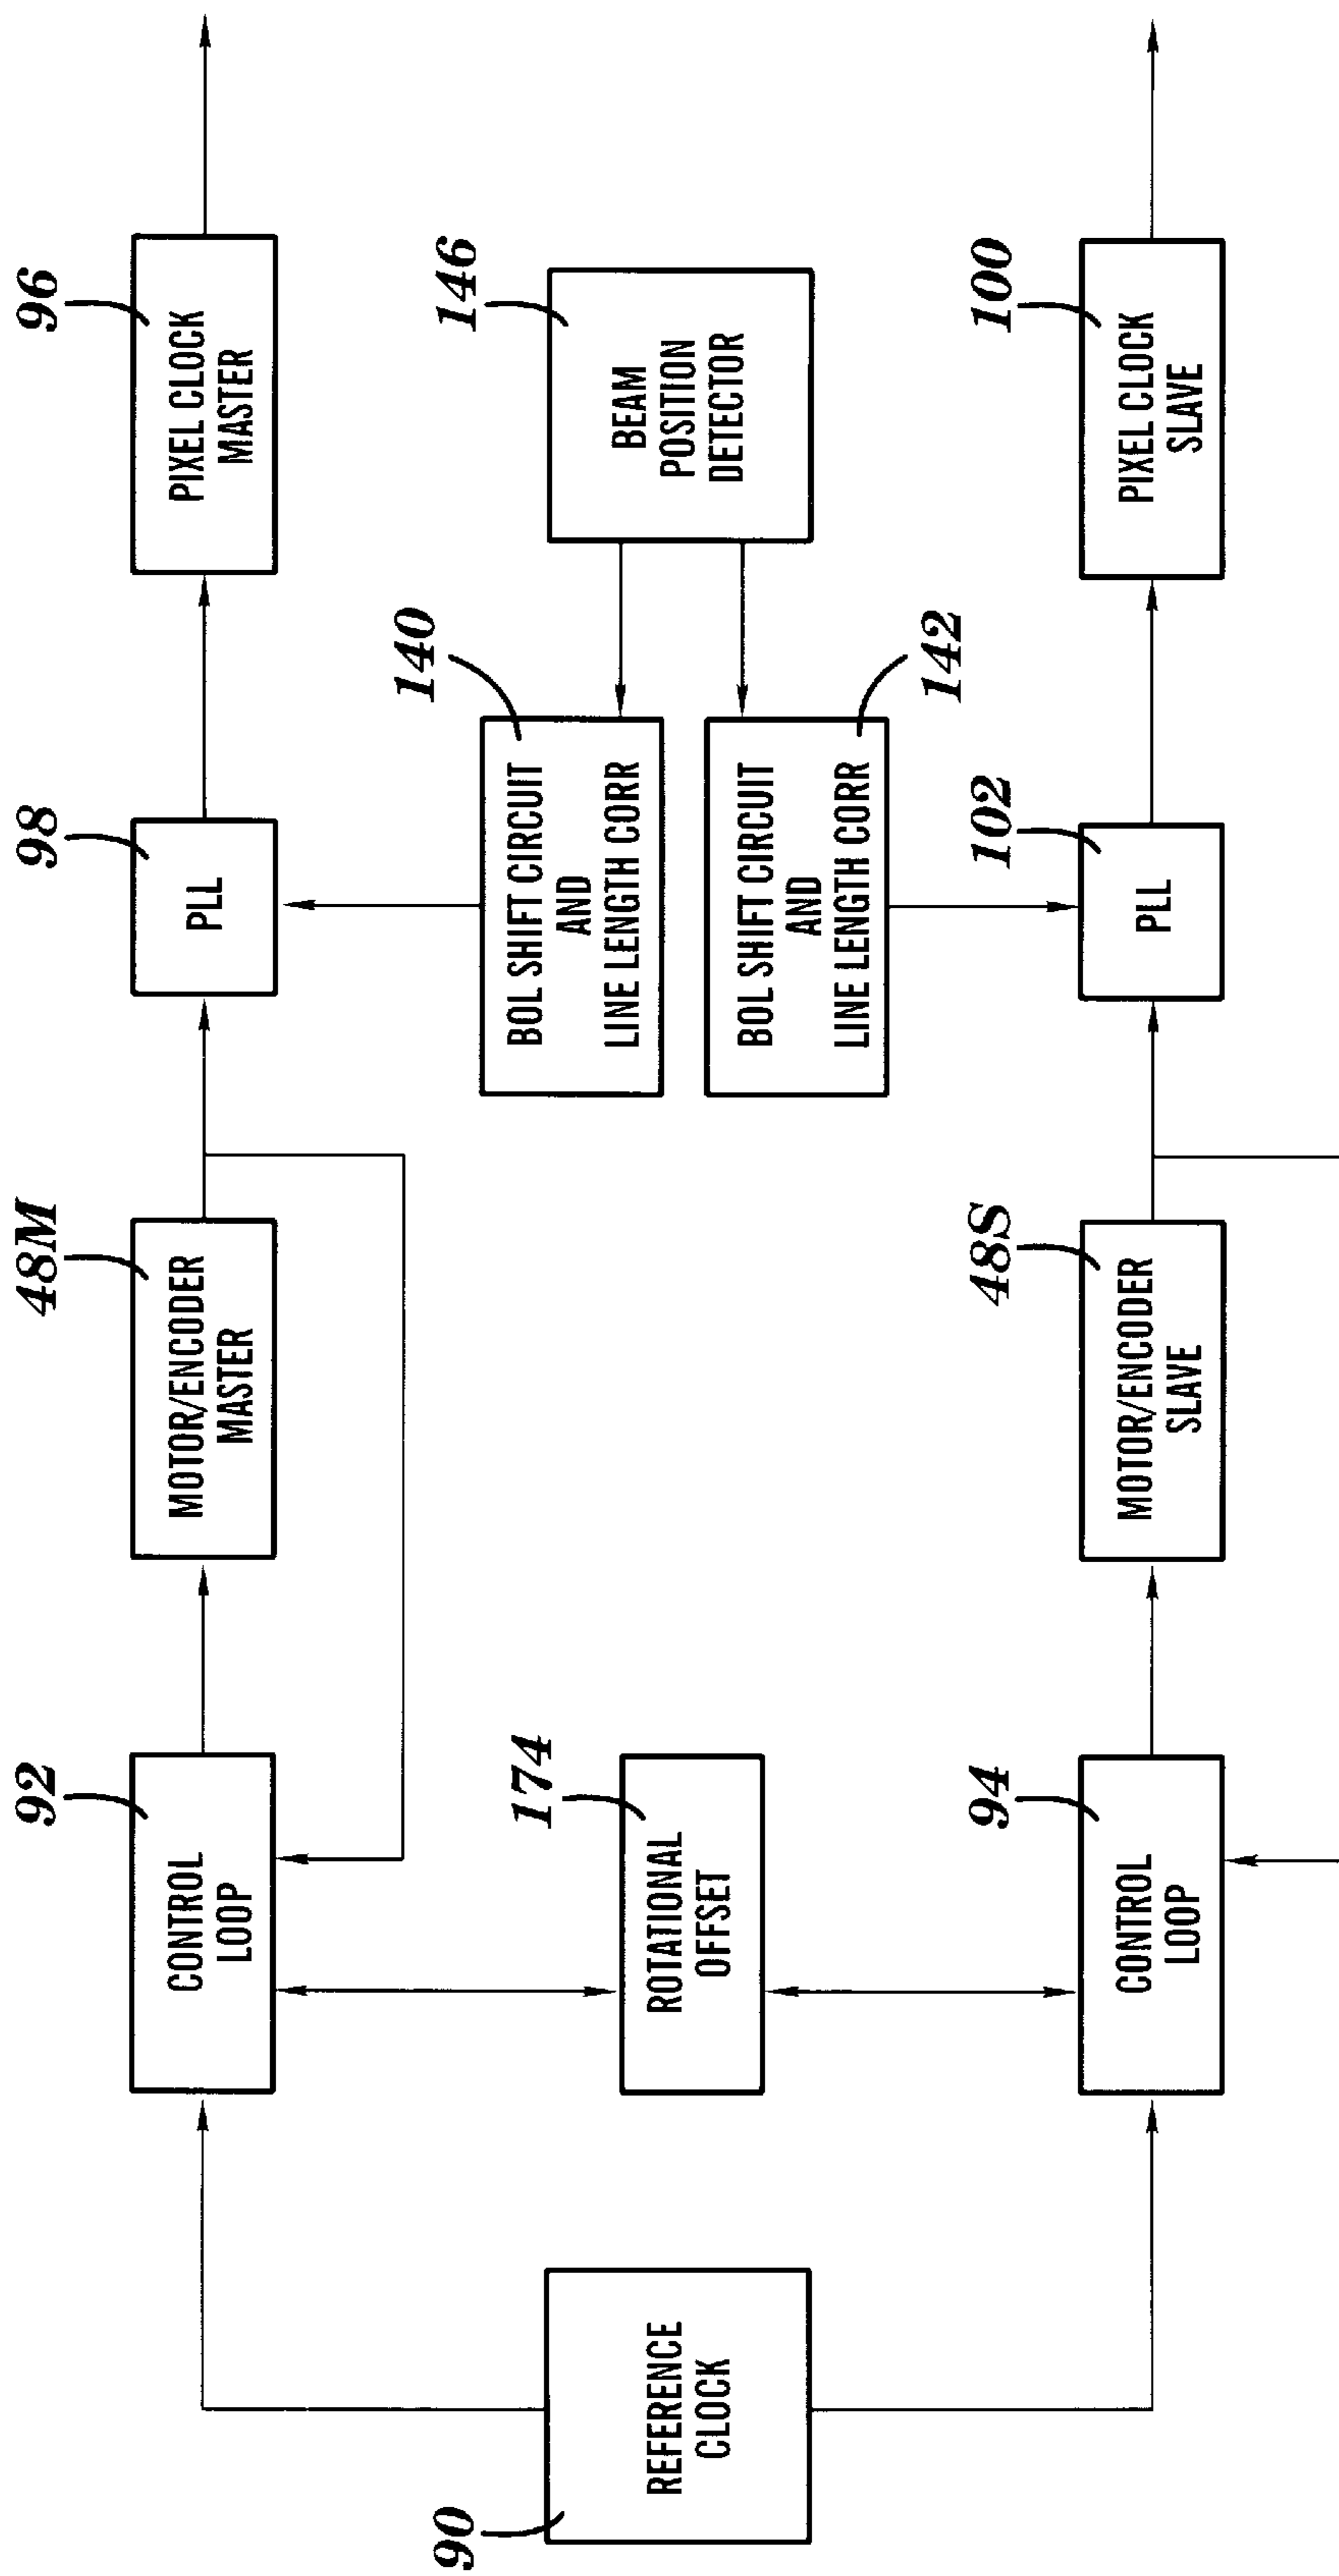 90
REFERENCE
CLOCK
92
CONTROL
LOOP
48M
MOTOR/ENCODER
MASTER
98
PLL
96
PIXEL CLOCK
MASTER
174
ROTATIONAL
OFFSET
140
BOL SHIFT CIRCUIT
AND
LINE LENGTH CORR
146
BEAM
POSITION
DETECTOR
BOL SHIFT CIRCUIT
AND
LINE LENGTH CORR
142
94
CONTROL
LOOP
48S
MOTOR/ENCODER
SLAVE
102
PLL
100
PIXEL CLOCK
SLAVE